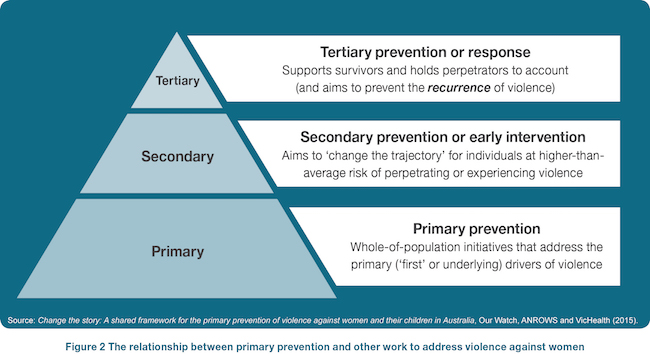 Tertiary
Tertiary prevention or response
Supports survivors and holds perpetrators to account
(and aims to prevent the recurrence of violence)
Secondary
Secondary prevention or early intervention
Aims to ‘change the trajectory’ for individuals at higher-than-
average risk of perpetrating or experiencing violence
Primary
Primary prevention
Whole-of-population initiatives that address the
primary (‘first’ or underlying) drivers of violence
Source: Change the story: A shared framework for the primary prevention of violence against women and their children in Australia, Our Watch, ANROWS and VicHealth (2015).
Figure 2 The relationship between primary prevention and other work to address violence against women